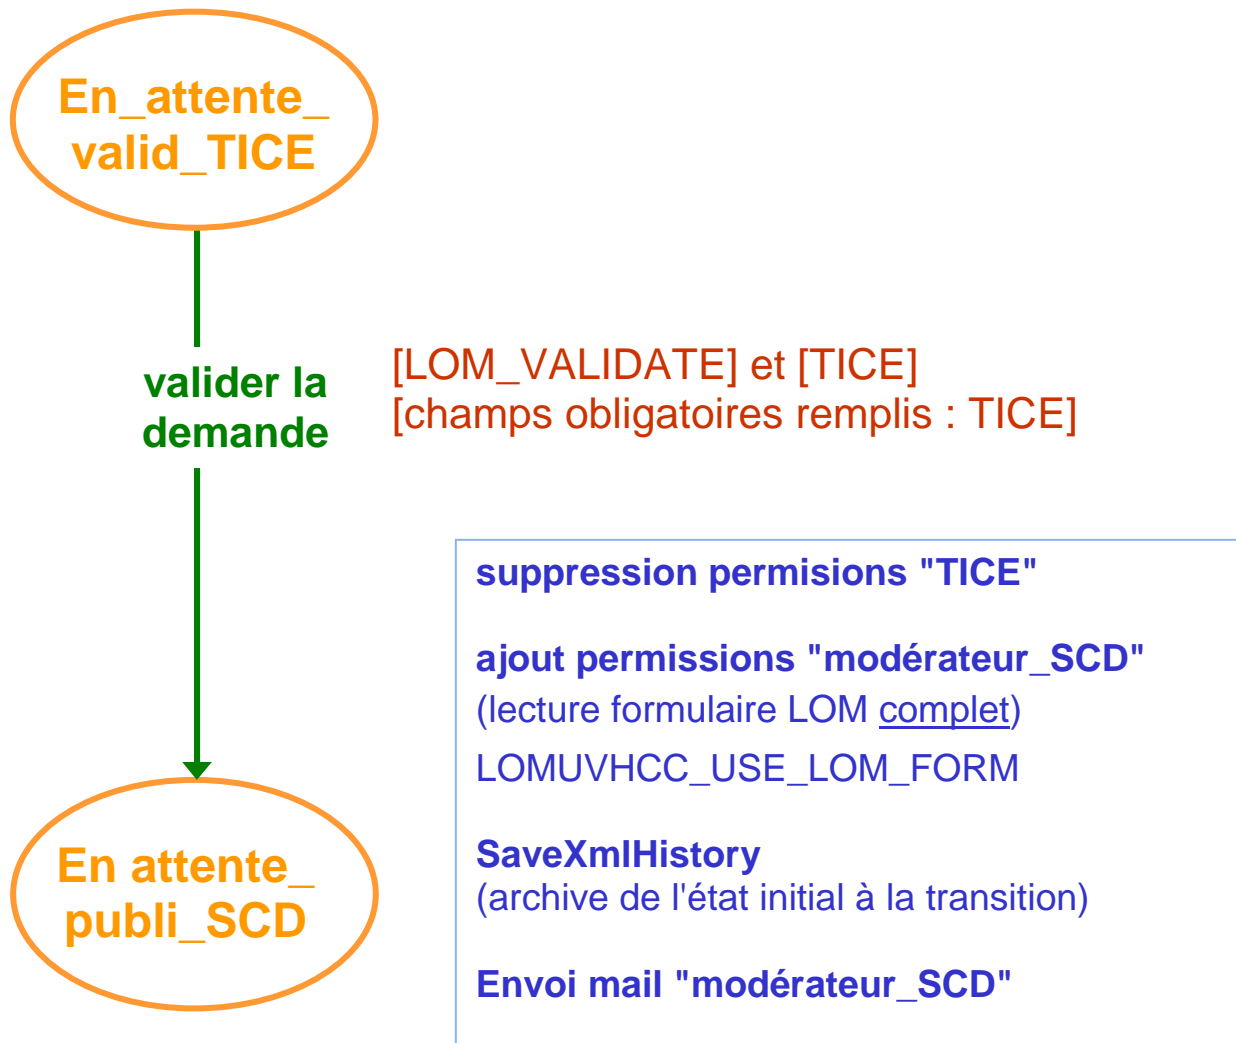 En_attente_
valid_TICE
valider la
demande
[LOM_VALIDATE] et [TICE]
[champs obligatoires remplis : TICE]
suppression permisions "TICE"
ajout permissions "modérateur_SCD"
(lecture formulaire LOM complet)
LOMUVHCC_USE_LOM_FORM
SaveXmlHistory
(archive de l'état initial à la transition)
Envoi mail "modérateur_SCD"
En attente_
publi_SCD